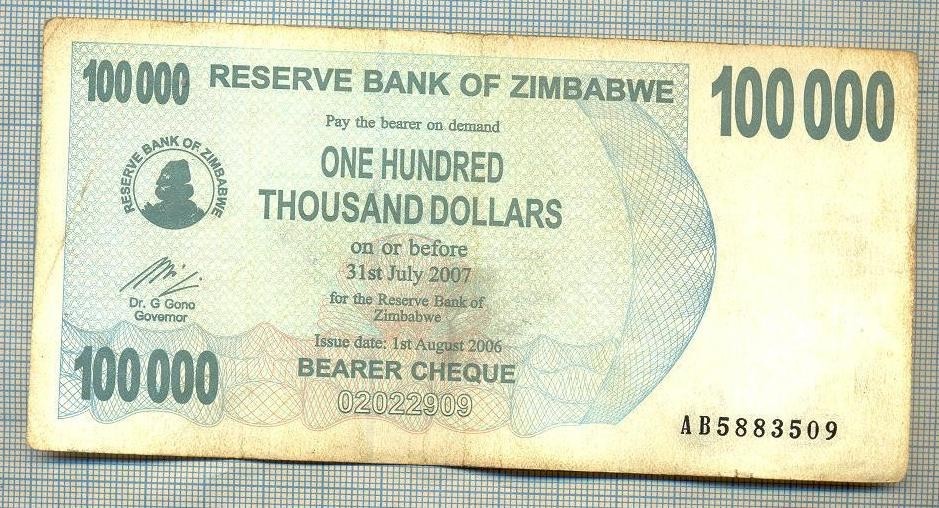 100 000 RESERVE BANK OF ZIMBABWE 100 000
Pay the bearer on demand
ONE HUNDRED
THOUSAND DOLLARS
RESERVE BANK OF ZIMBABWE
on or before
31st July 2007
for the Reserve Bank of
Zimbabwe
Dr. G Gono
Governor
Issue date: 1st August 2006
BEARER CHEQUE
100 000
02022909
AB5883509